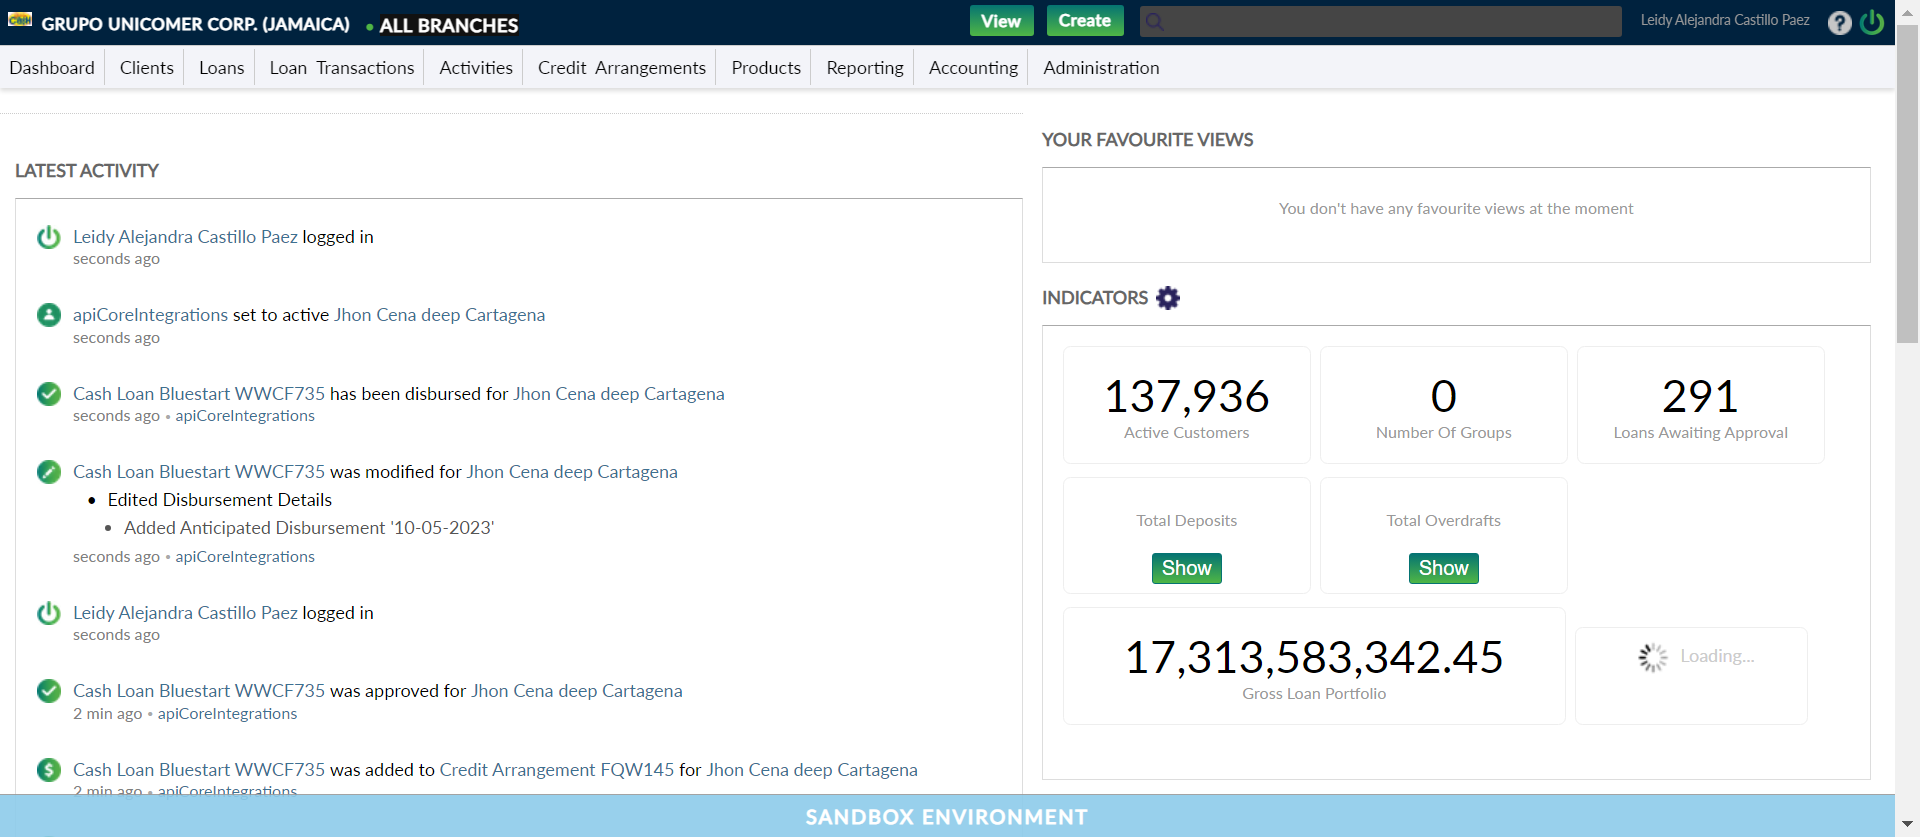 Cash GRUPO UNICOMER CORP. (JAMAICA) • ALL BRANCHES View Create Leidy Alejandra Castillo Paez ?
Dashboard Clients Loans Loan Transactions Activities Credit Arrangements Products Reporting Accounting Administration
LATEST ACTIVITY
Leidy Alejandra Castillo Paez logged in
seconds ago
apiCoreIntegrations set to active Jhon Cena deep Cartagena
seconds ago
Cash Loan Bluestart WWCF735 has been disbursed for Jhon Cena deep Cartagena
seconds ago • apiCoreIntegrations
Cash Loan Bluestart WWCF735 was modified for Jhon Cena deep Cartagena
• Edited Disbursement Details
• Added Anticipated Disbursement '10-05-2023'
seconds ago • apiCoreIntegrations
Leidy Alejandra Castillo Paez logged in
seconds ago
Cash Loan Bluestart WWCF735 was approved for Jhon Cena deep Cartagena
2 min ago • apiCoreIntegrations
Cash Loan Bluestart WWCF735 was added to Credit Arrangement FQW145 for Jhon Cena deep Cartagena
2 min ago • apiCoreIntegrations
YOUR FAVOURITE VIEWS
You don't have any favourite views at the moment
INDICATORS
137,936
Active Customers
0
Number Of Groups
291
Loans Awaiting Approval
Total Deposits
Show
Total Overdrafts
Show
17,313,583,342.45
Gross Loan Portfolio
Loading...
SANDBOX ENVIRONMENT